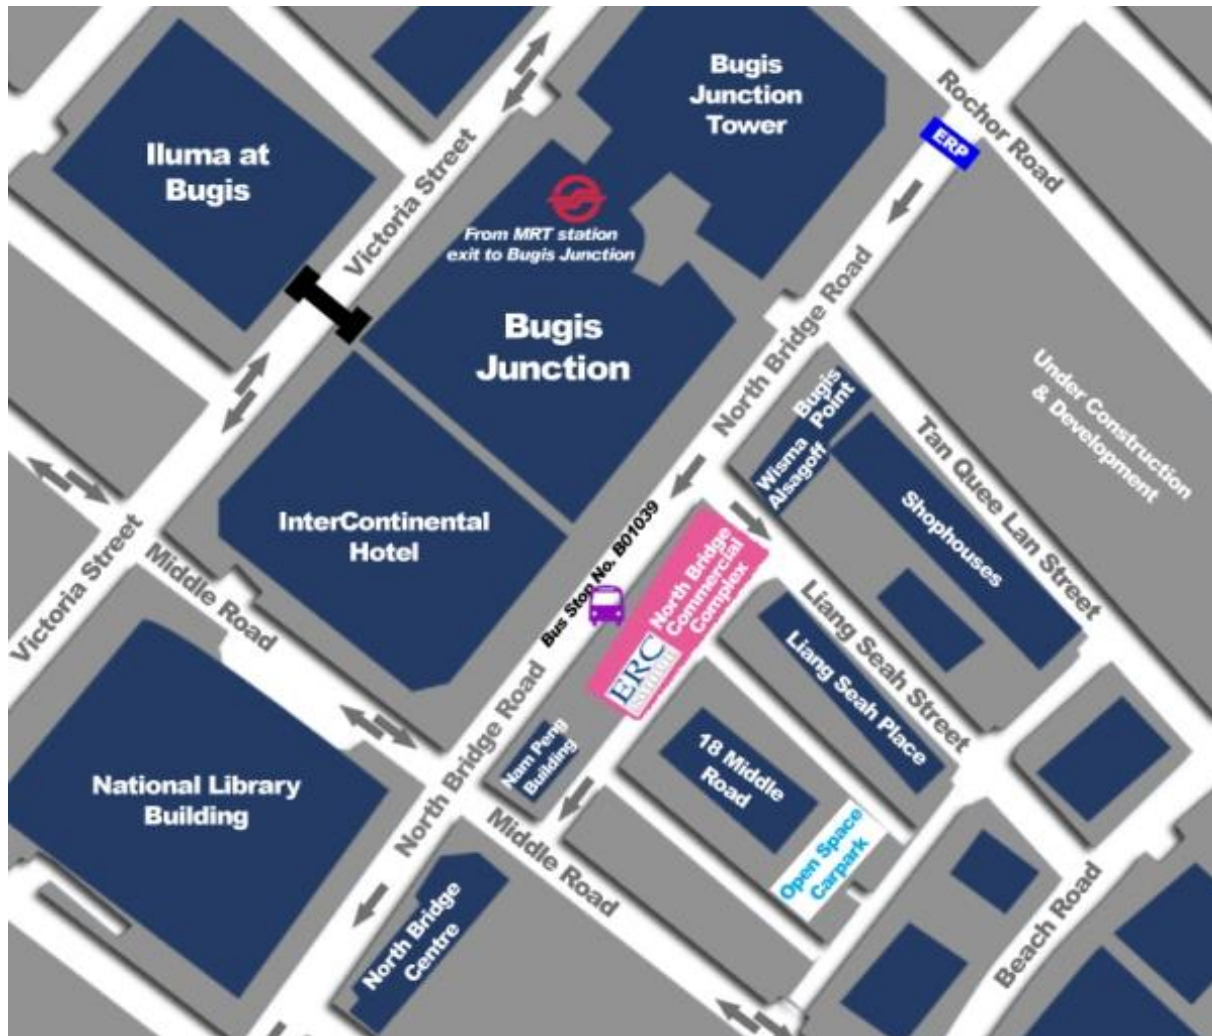 Bugis
Junction
Tower
Rochor Road
ERP
Iluma at
Bugis
Victoria Street
From MRT station
exit to Bugis Junction
Bugis
Junction
North Bridge Road
Under Construction
& Development
Bugis
Point
Wisma
Alsagoff
Tan Quee Lan Street
Shophouses
InterContinental
Hotel
Bus Stop No. B01039
North Bridge
Commercial
Complex
ERC
Liang Seah Street
Liang Seah Place
Victoria Street
Middle Road
North Bridge Road
Nam Peng
Building
18 Middle
Road
Open Space
Carpark
National Library
Building
Middle Road
North Bridge
Centre
Beach Road